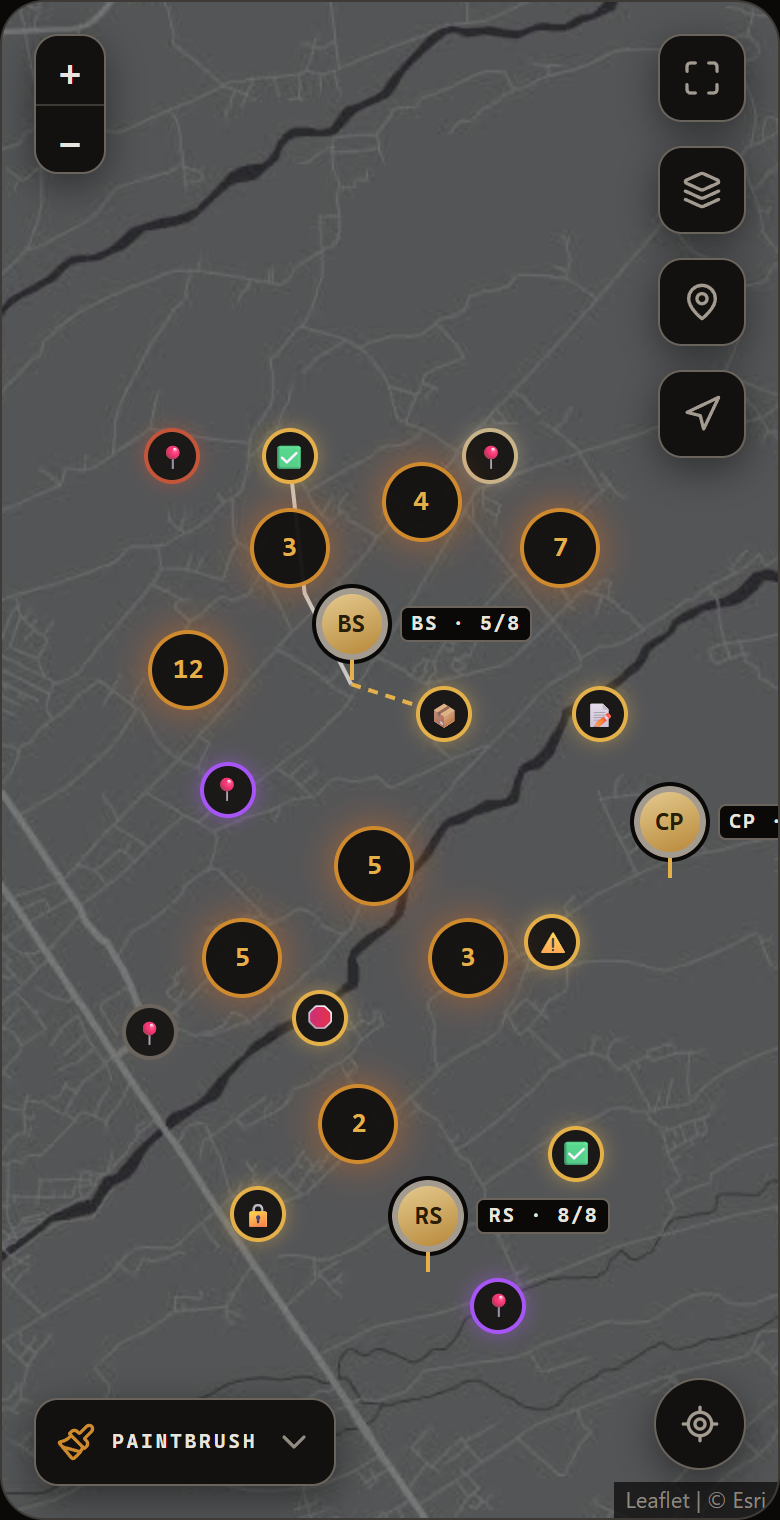 +
−
4
3
7
BS
BS · 5/8
12
CP
CP ·
5
5
3
2
RS
RS · 8/8
PAINTBRUSH
Leaflet | © Esri